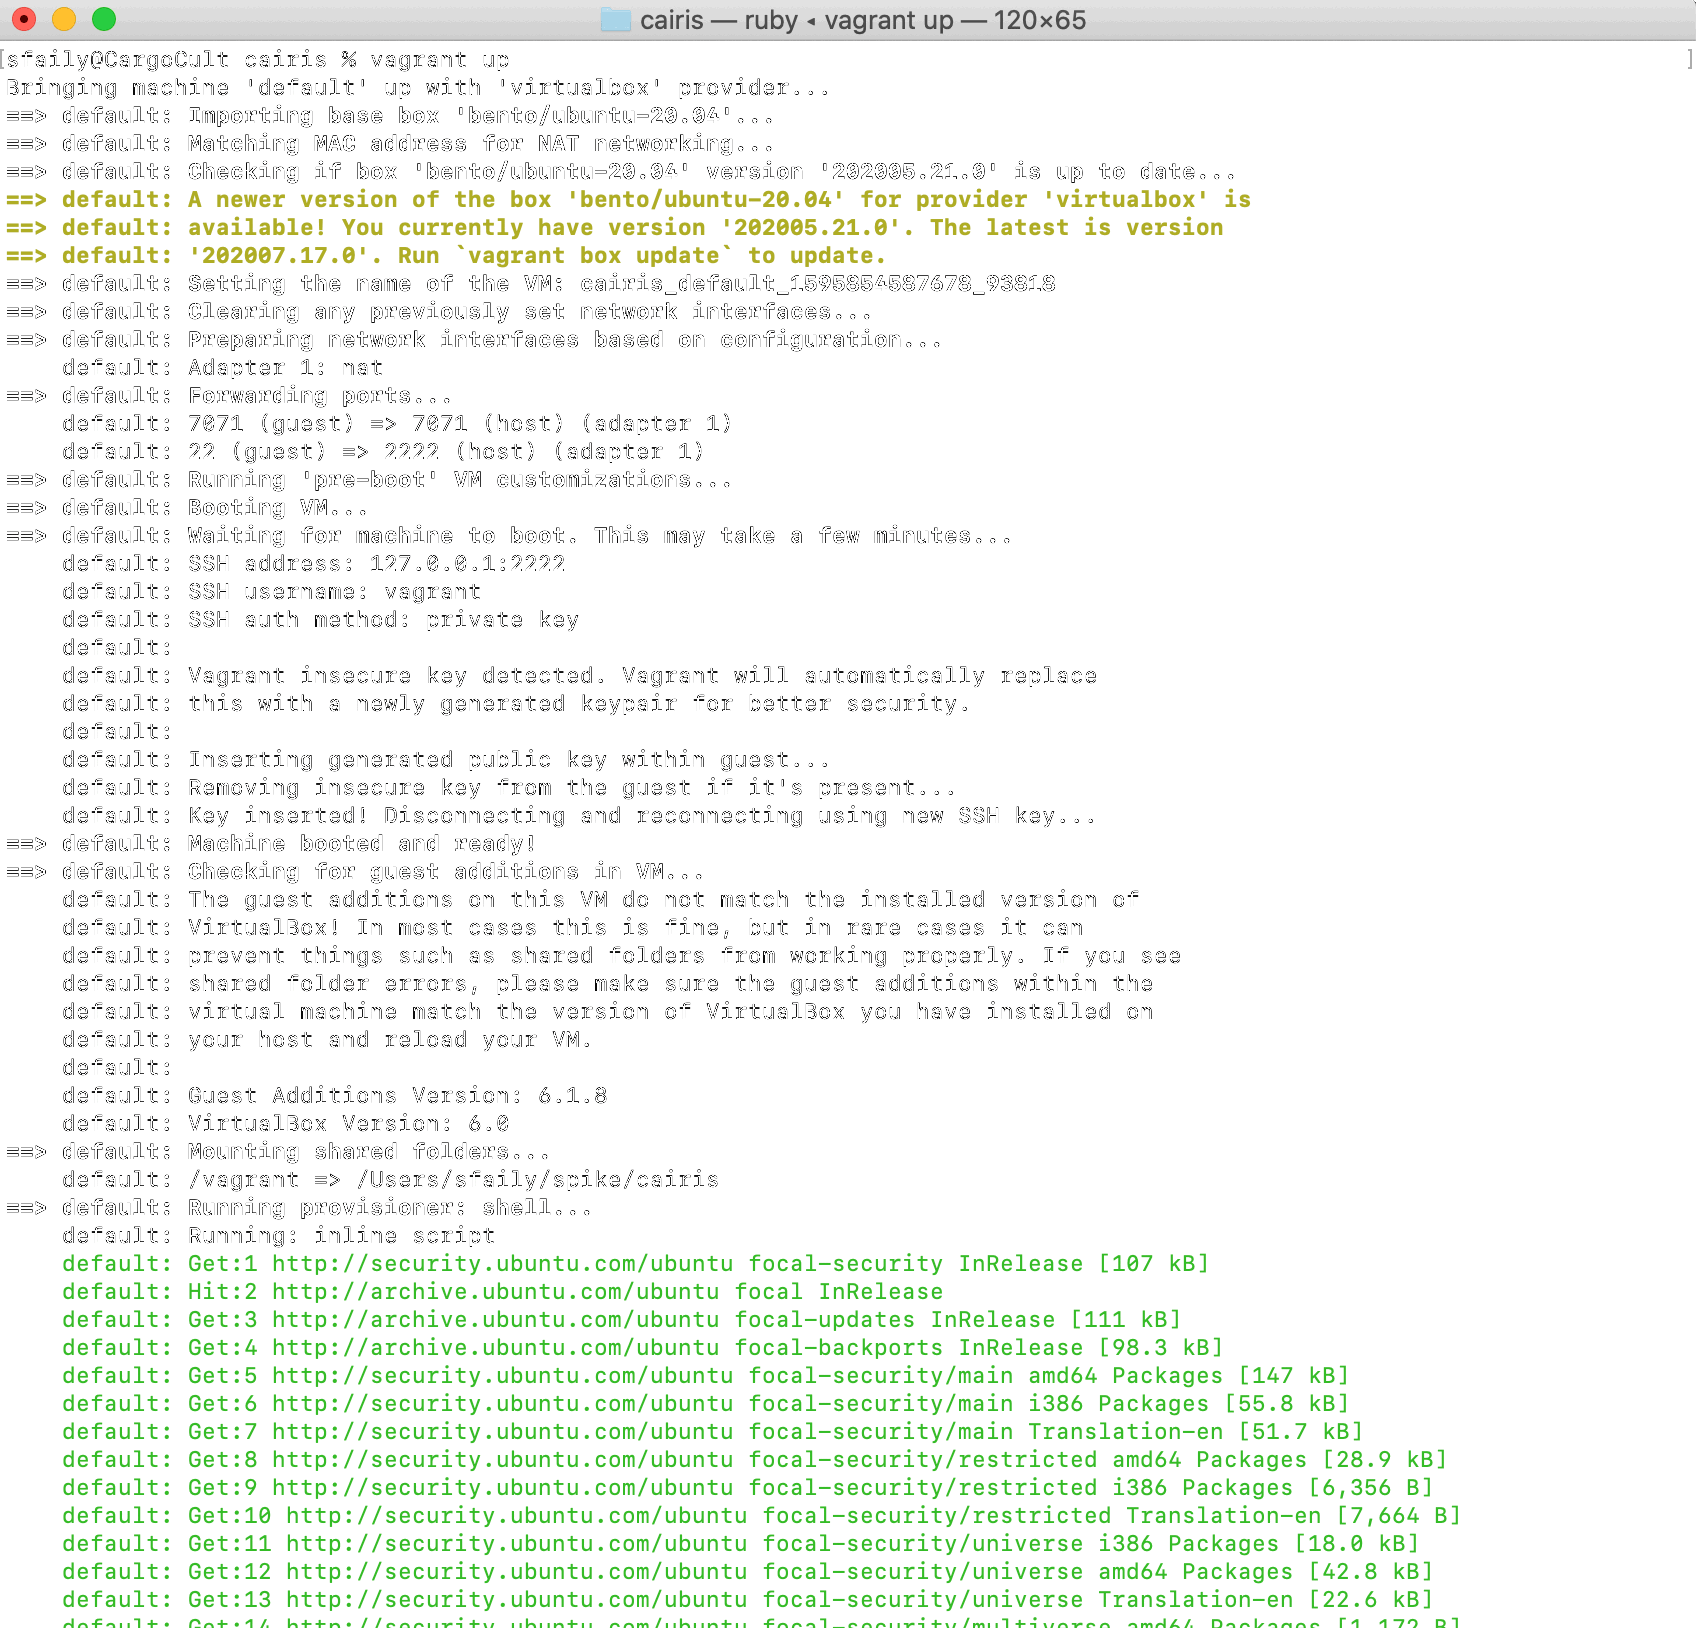 cairis — ruby ◂ vagrant up — 120×65
[sfaily@CargoCult cairis % vagrant up ]
Bringing machine 'default' up with 'virtualbox' provider...
==> default: Importing base box 'bento/ubuntu-20.04'...
==> default: Matching MAC address for NAT networking...
==> default: Checking if box 'bento/ubuntu-20.04' version '202005.21.0' is up to date...
==> default: A newer version of the box 'bento/ubuntu-20.04' for provider 'virtualbox' is
==> default: available! You currently have version '202005.21.0'. The latest is version
==> default: '202007.17.0'. Run `vagrant box update` to update.
==> default: Setting the name of the VM: cairis_default_1595854587678_93818
==> default: Clearing any previously set network interfaces...
==> default: Preparing network interfaces based on configuration...
    default: Adapter 1: nat
==> default: Forwarding ports...
    default: 7071 (guest) => 7071 (host) (adapter 1)
    default: 22 (guest) => 2222 (host) (adapter 1)
==> default: Running 'pre-boot' VM customizations...
==> default: Booting VM...
==> default: Waiting for machine to boot. This may take a few minutes...
    default: SSH address: 127.0.0.1:2222
    default: SSH username: vagrant
    default: SSH auth method: private key
    default:
    default: Vagrant insecure key detected. Vagrant will automatically replace
    default: this with a newly generated keypair for better security.
    default:
    default: Inserting generated public key within guest...
    default: Removing insecure key from the guest if it's present...
    default: Key inserted! Disconnecting and reconnecting using new SSH key...
==> default: Machine booted and ready!
==> default: Checking for guest additions in VM...
    default: The guest additions on this VM do not match the installed version of
    default: VirtualBox! In most cases this is fine, but in rare cases it can
    default: prevent things such as shared folders from working properly. If you see
    default: shared folder errors, please make sure the guest additions within the
    default: virtual machine match the version of VirtualBox you have installed on
    default: your host and reload your VM.
    default:
    default: Guest Additions Version: 6.1.8
    default: VirtualBox Version: 6.0
==> default: Mounting shared folders...
    default: /vagrant => /Users/sfaily/spike/cairis
==> default: Running provisioner: shell...
    default: Running: inline script
    default: Get:1 http://security.ubuntu.com/ubuntu focal-security InRelease [107 kB]
    default: Hit:2 http://archive.ubuntu.com/ubuntu focal InRelease
    default: Get:3 http://archive.ubuntu.com/ubuntu focal-updates InRelease [111 kB]
    default: Get:4 http://archive.ubuntu.com/ubuntu focal-backports InRelease [98.3 kB]
    default: Get:5 http://security.ubuntu.com/ubuntu focal-security/main amd64 Packages [147 kB]
    default: Get:6 http://security.ubuntu.com/ubuntu focal-security/main i386 Packages [55.8 kB]
    default: Get:7 http://security.ubuntu.com/ubuntu focal-security/main Translation-en [51.7 kB]
    default: Get:8 http://security.ubuntu.com/ubuntu focal-security/restricted amd64 Packages [28.9 kB]
    default: Get:9 http://security.ubuntu.com/ubuntu focal-security/restricted i386 Packages [6,356 B]
    default: Get:10 http://security.ubuntu.com/ubuntu focal-security/restricted Translation-en [7,664 B]
    default: Get:11 http://security.ubuntu.com/ubuntu focal-security/universe i386 Packages [18.0 kB]
    default: Get:12 http://security.ubuntu.com/ubuntu focal-security/universe amd64 Packages [42.8 kB]
    default: Get:13 http://security.ubuntu.com/ubuntu focal-security/universe Translation-en [22.6 kB]
    default: Get:14 http://security.ubuntu.com/ubuntu focal-security/multiverse amd64 Packages [1,172 B]